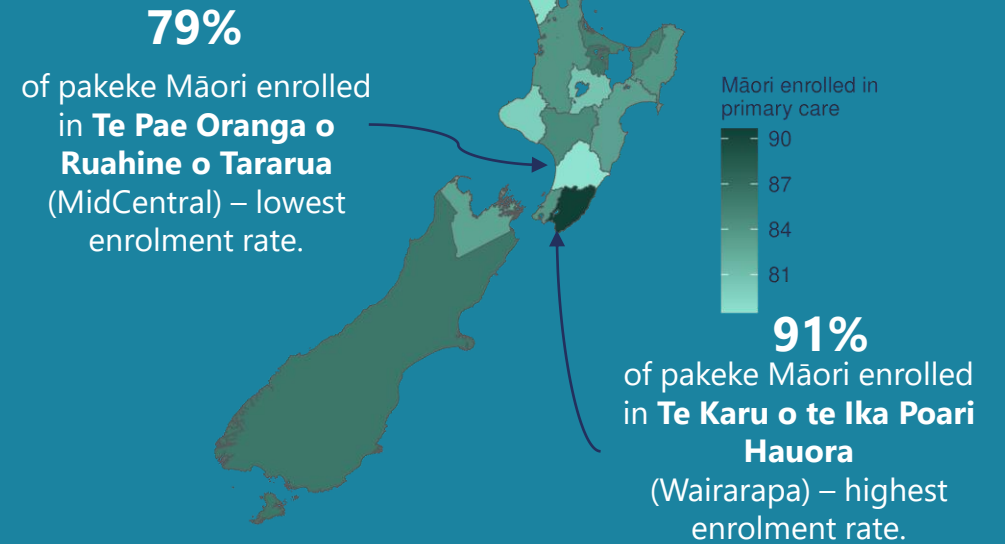 79%
of pakeke Māori enrolled
in Te Pae Oranga o
Ruahine o Tararua
(MidCentral) – lowest
enrolment rate.
Māori enrolled in
primary care
90
87
84
81
91%
of pakeke Māori enrolled
in Te Karu o te Ika Poari
Hauora
(Wairarapa) – highest
enrolment rate.